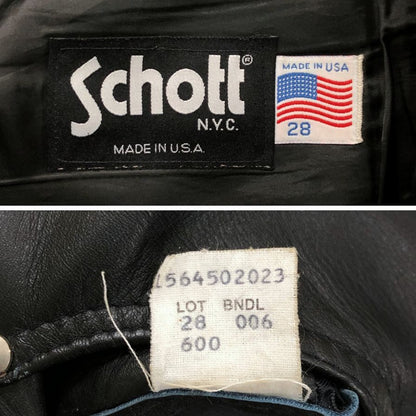 Schott®
N.Y.C.
MADE IN U.S.A.
MADE IN USA
28
1564502023
LOT BNDL
28 006
600